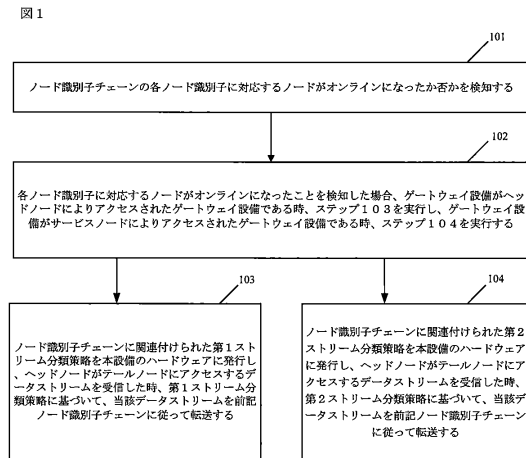 図1
101
ノード識別子チェーンの各ノード識別子に対応するノードがオンラインになったか否かを検知する
102
各ノード識別子に対応するノードがオンラインになったことを検知した場合、ゲートウェイ設備がヘッ
ドノードによりアクセスされたゲートウェイ設備である時、ステップ103を実行し、ゲートウェイ設
備がサービスノードによりアクセスされたゲートウェイ設備である時、ステップ104を実行する
103
ノード識別子チェーンに関連付けられた第1スト
リーム分類策略を本設備のハードウェアに発行し
、ヘッドノードがテールノードにアクセスするデ
ータストリームを受信した時、第1ストリーム分
類策略に基づいて、当該データストリームを前記
ノード識別子チェーンに従って転送する
104
ノード識別子チェーンに関連付けられた第2
ストリーム分類策略を本設備のハードウェア
に発行し、ヘッドノードがテールノードにア
クセスするデータストリームを受信した時、
第2ストリーム分類策略に基づいて、当該デ
ータストリームを前記ノード識別子チェーン
に従って転送する